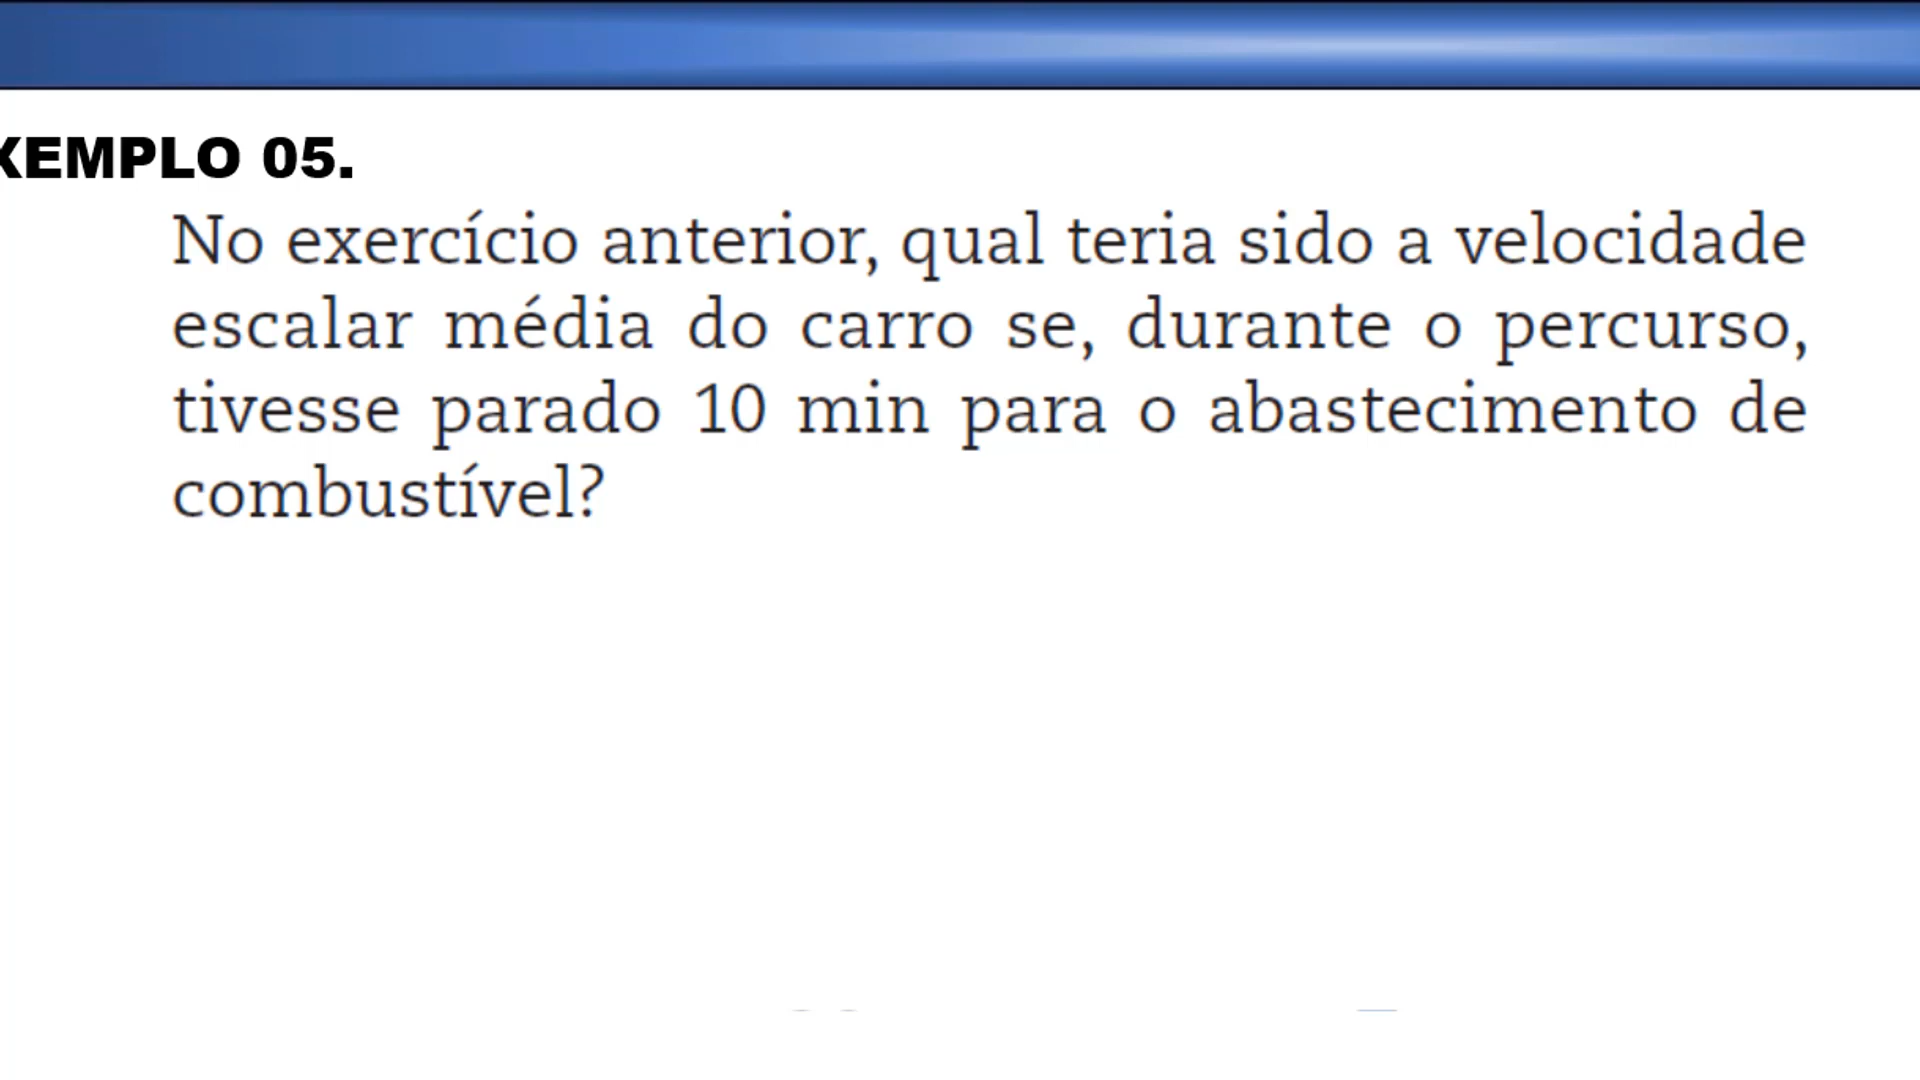 XEMPLO 05.
No exercício anterior, qual teria sido a velocidade
escalar média do carro se, durante o percurso,
tivesse parado 10 min para o abastecimento de
combustível?